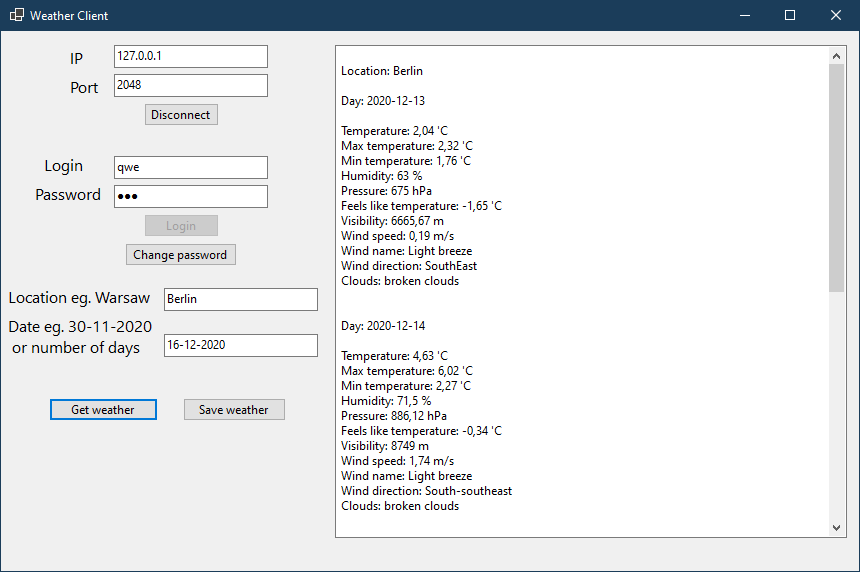 Weather Client
IP
127.0.0.1
Port
2048
Disconnect
Login
qwe
Password
●●●
Login
Change password
Location eg. Warsaw
Berlin
Date eg. 30-11-2020
or number of days
16-12-2020
Get weather
Save weather
Location: Berlin
Day: 2020-12-13
Temperature: 2,04 'C
Max temperature: 2,32 'C
Min temperature: 1,76 'C
Humidity: 63 %
Pressure: 675 hPa
Feels like temperature: -1,65 'C
Visibility: 6665,67 m
Wind speed: 0,19 m/s
Wind name: Light breeze
Wind direction: SouthEast
Clouds: broken clouds
Day: 2020-12-14
Temperature: 4,63 'C
Max temperature: 6,02 'C
Min temperature: 2,27 'C
Humidity: 71,5 %
Pressure: 886,12 hPa
Feels like temperature: -0,34 'C
Visibility: 8749 m
Wind speed: 1,74 m/s
Wind name: Light breeze
Wind direction: South-southeast
Clouds: broken clouds